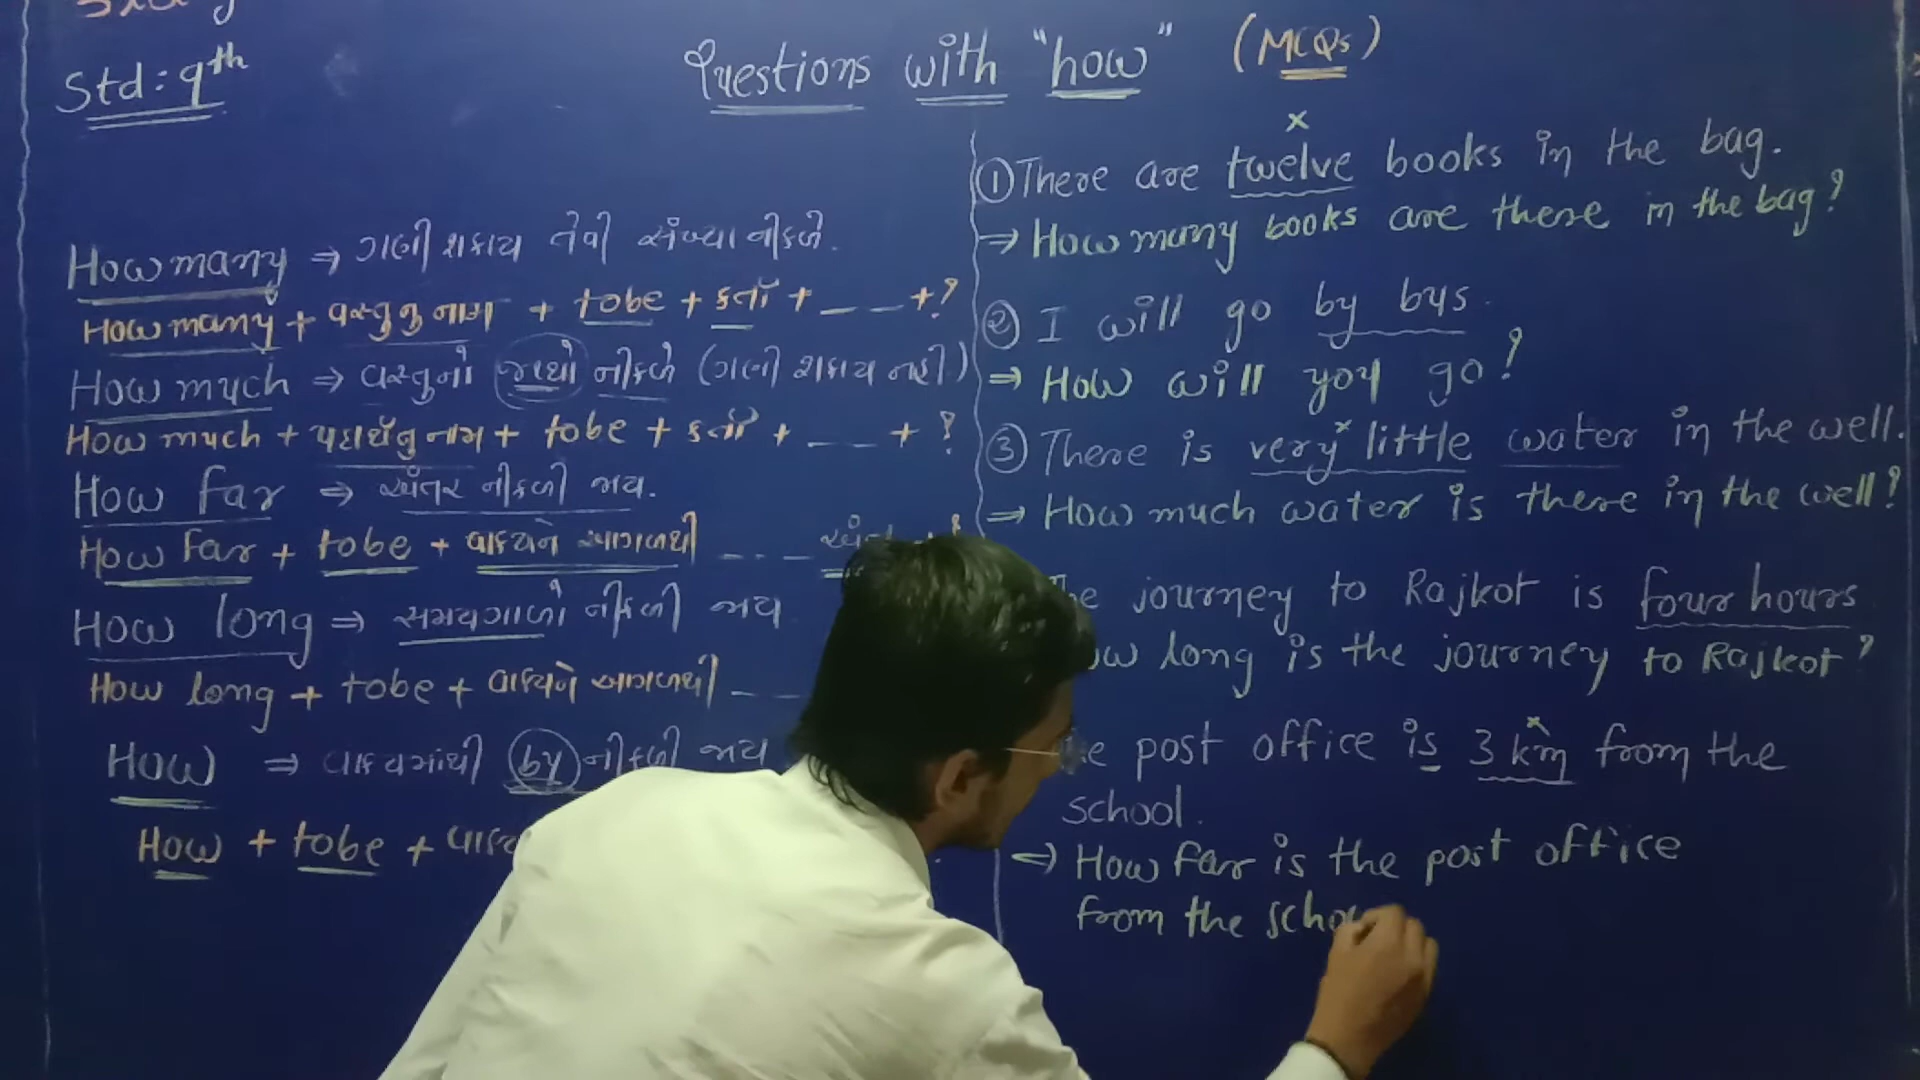 Std: 9th
Questions with "how" (MCQs)
How many ⇒ ગણી શકાય તેવી સંખ્યા નીકળે.
How many + વસ્તુનુ નામ + tobe + કર્તા + _ _ + ?
How much ⇒ વસ્તુનો જથ્થો નીકળે (ગણી શકાય નહી)
How much + પદાર્થનુ નામ + tobe + કર્તા + _ _ + ?
How far ⇒ અંતર નીકળી જાય.
How far + tobe + વાક્યને આગળથી _ _ _ ?
How long ⇒ સમયગાળો નીકળી જાય
How long + tobe + વાક્યને આગળથી _ _
How ⇒ વાક્યમાંથી by નીકળી જાય
How + tobe +
x
① There are twelve books in the bag.
⇒ How many books are there in the bag?
② I will go by bus.
⇒ How will you go?
③ There is very x little water in the well.
⇒ How much water is there in the well?
journey to Rajkot is four hours
long is the journey to Rajkot?
x
post office is 3 km from the
school.
⇒ How far is the post office
from the